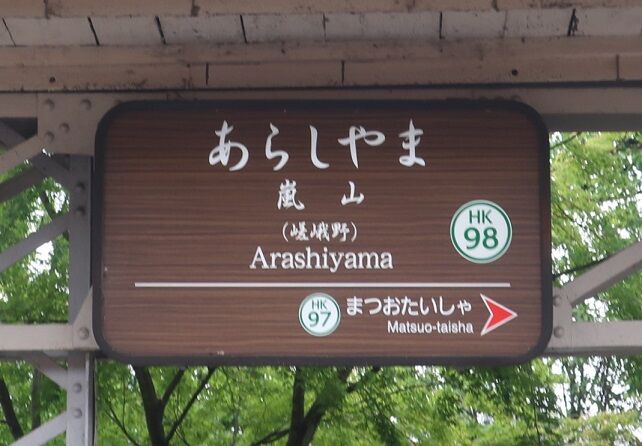 あらしやま
嵐山
(嵯峨野)
HK
98
Arashiyama
HK
97
まつおたいしゃ
Matsuo-taisha